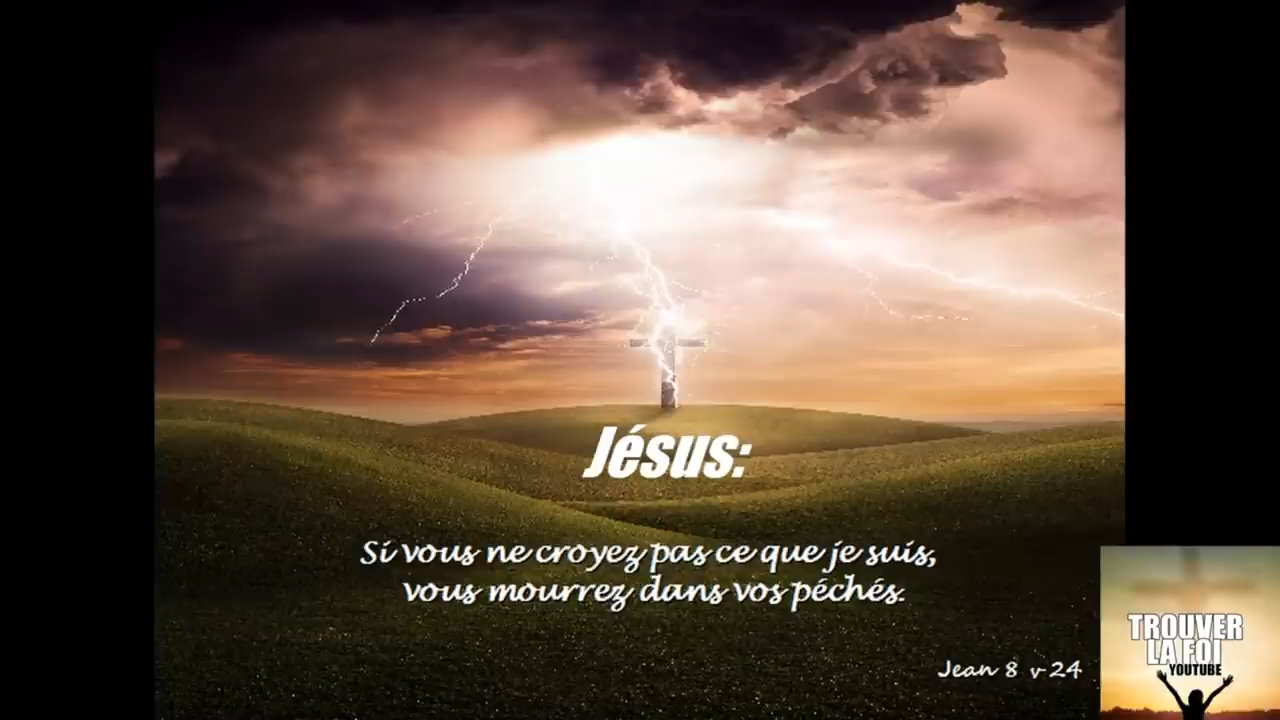 Jésus:
Si vous ne croyez pas ce que je suis,
vous mourrez dans vos péchés.
Jean 8 v 24
TROUVER
LA FOI
YOUTUBE